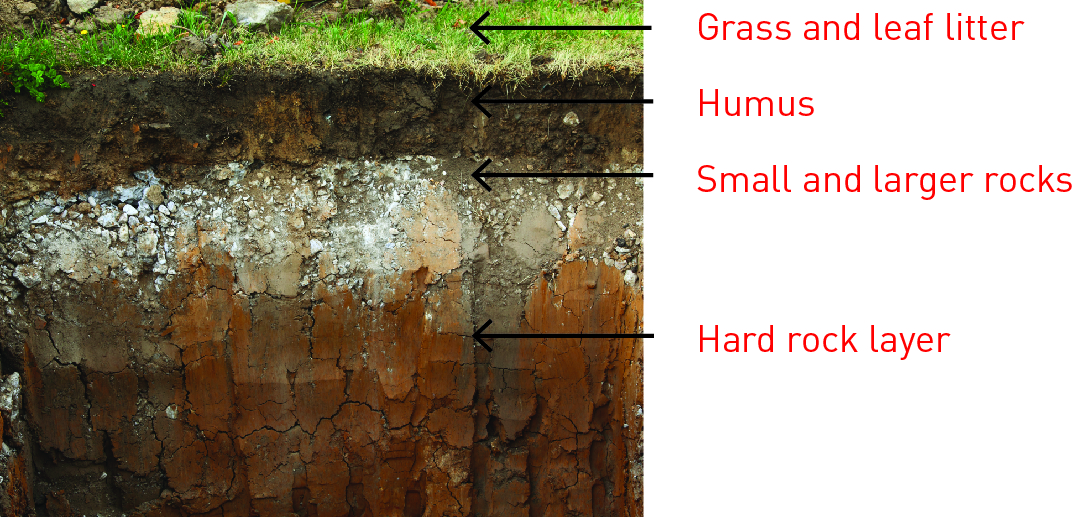 Grass and leaf litter
Humus
Small and larger rocks
Hard rock layer